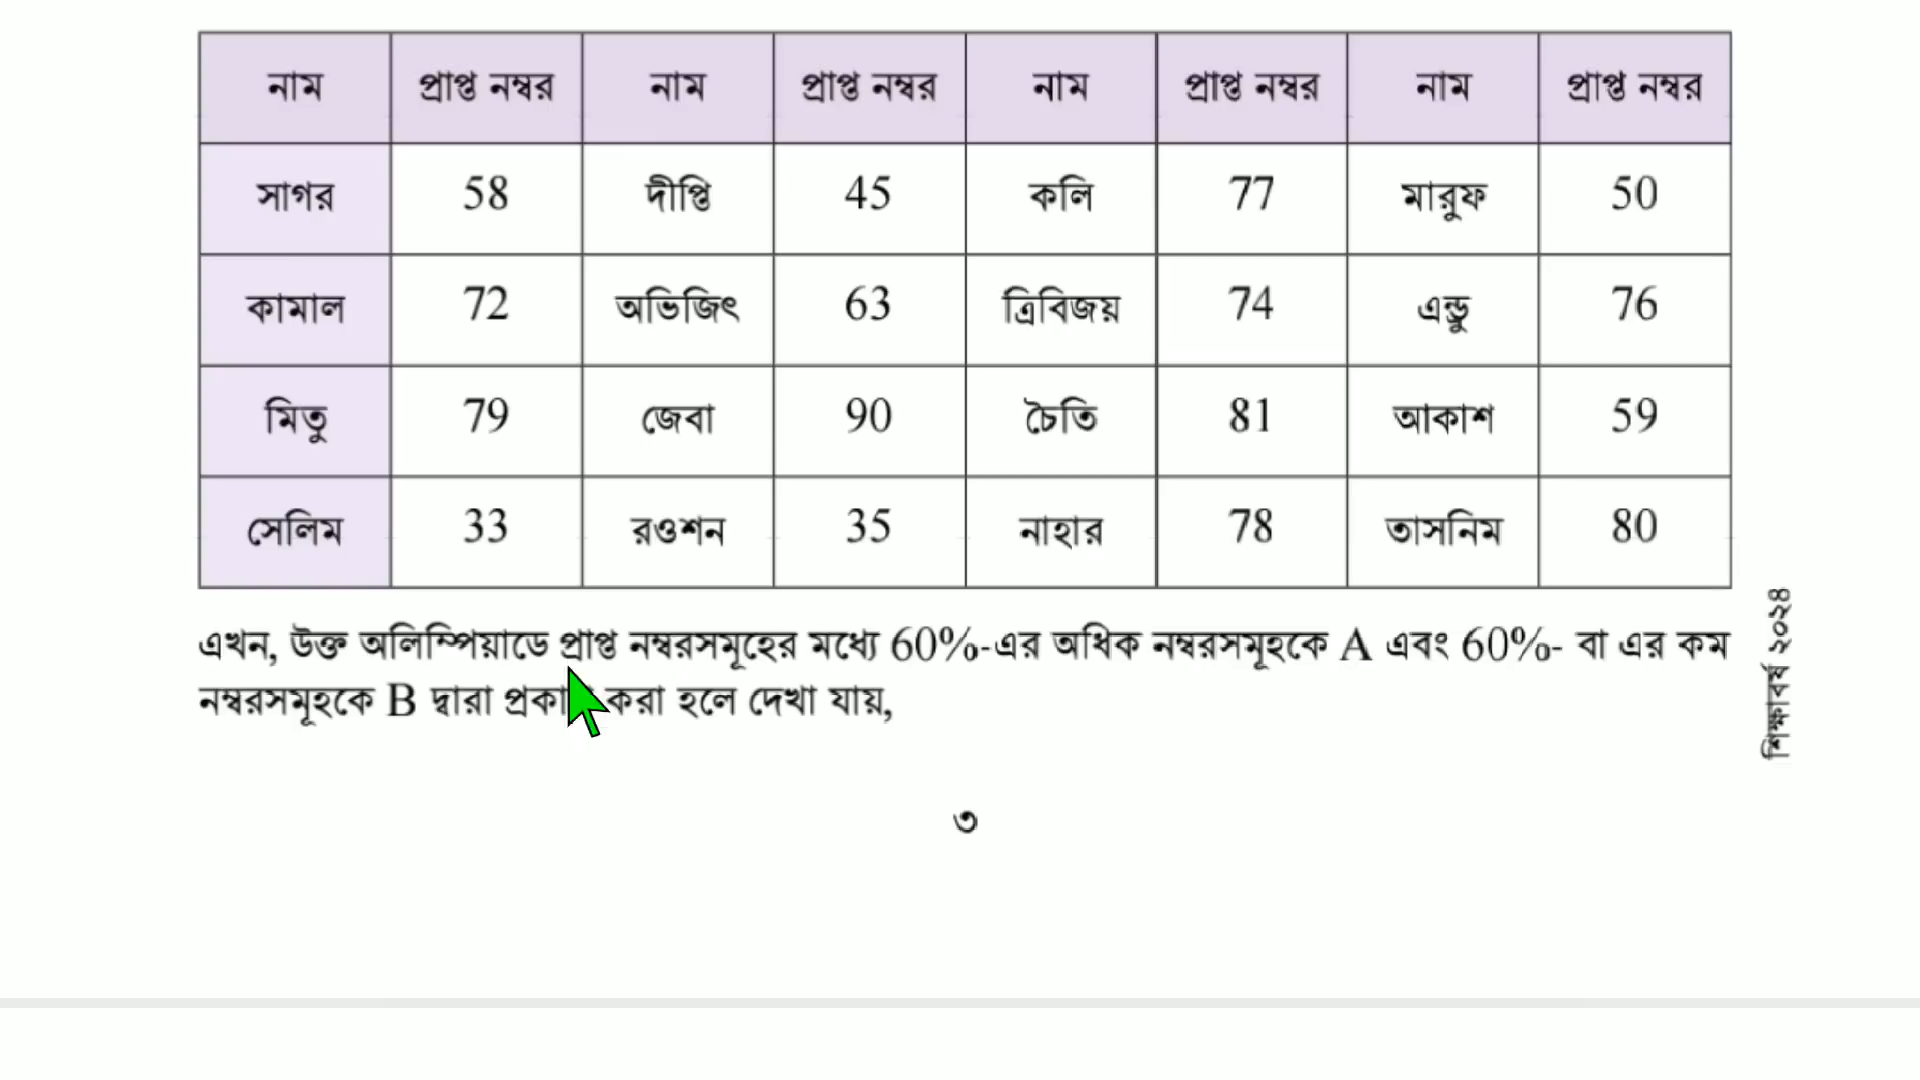 নাম প্রাপ্ত নম্বর নাম প্রাপ্ত নম্বর নাম প্রাপ্ত নম্বর নাম প্রাপ্ত নম্বর
সাগর 58 দীপ্তি 45 কলি 77 মারুফ 50
কামাল 72 অভিজিৎ 63 ত্রিবিজয় 74 এন্ড্রু 76
মিতু 79 জেবা 90 চৈতি 81 আকাশ 59
সেলিম 33 রওশন 35 নাহার 78 তাসনিম 80
এখন, উক্ত অলিম্পিয়াডে প্রাপ্ত নম্বরসমূহের মধ্যে 60%-এর অধিক নম্বরসমূহকে A এবং 60%- বা এর কম
নম্বরসমূহকে B দ্বারা প্রকাশ করা হলে দেখা যায়,
শিক্ষাবর্ষ ২০২৪
৩